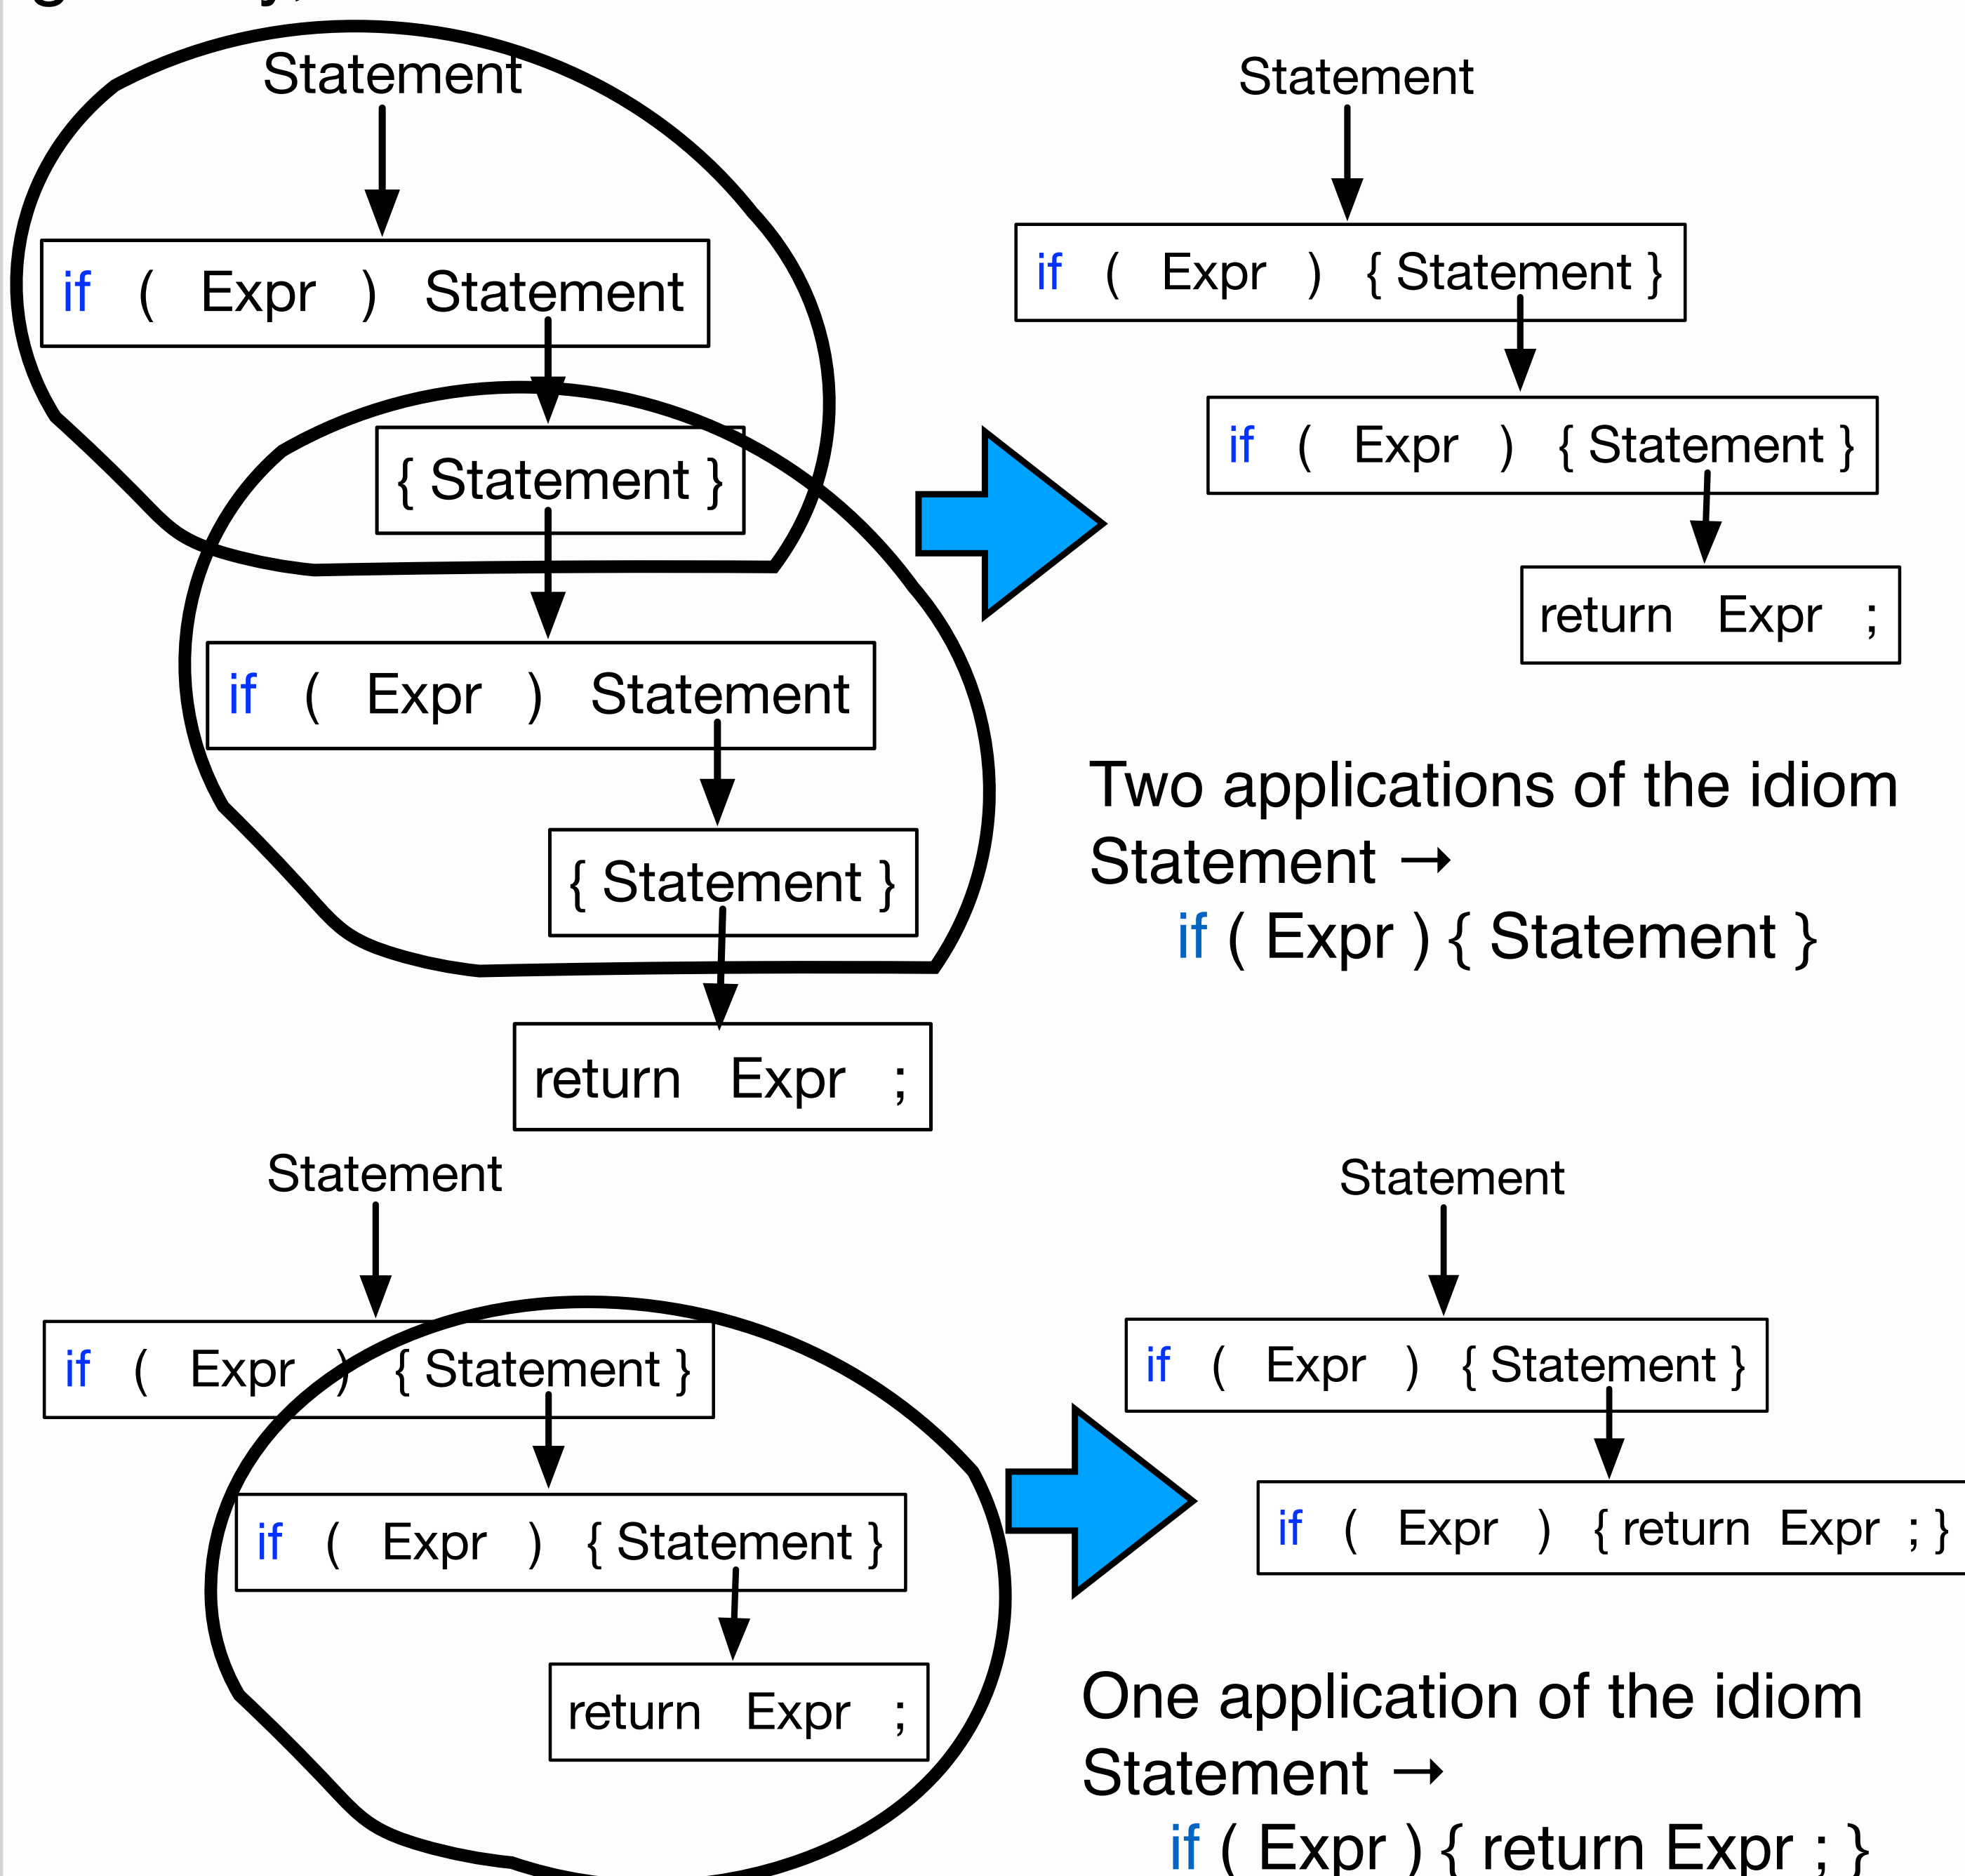 Statement
if ( Expr ) Statement
{ Statement }
if ( Expr ) Statement
{ Statement }
return Expr ;
Statement
if ( Expr ) { Statement }
if ( Expr ) { Statement }
return Expr ;
Two applications of the idiom
Statement →
if ( Expr ) { Statement }
Statement
if ( Expr ) { Statement }
if ( Expr ) { Statement }
return Expr ;
Statement
if ( Expr ) { Statement }
if ( Expr ) { return Expr ; }
One application of the idiom
Statement →
if ( Expr ) { return Expr ; }